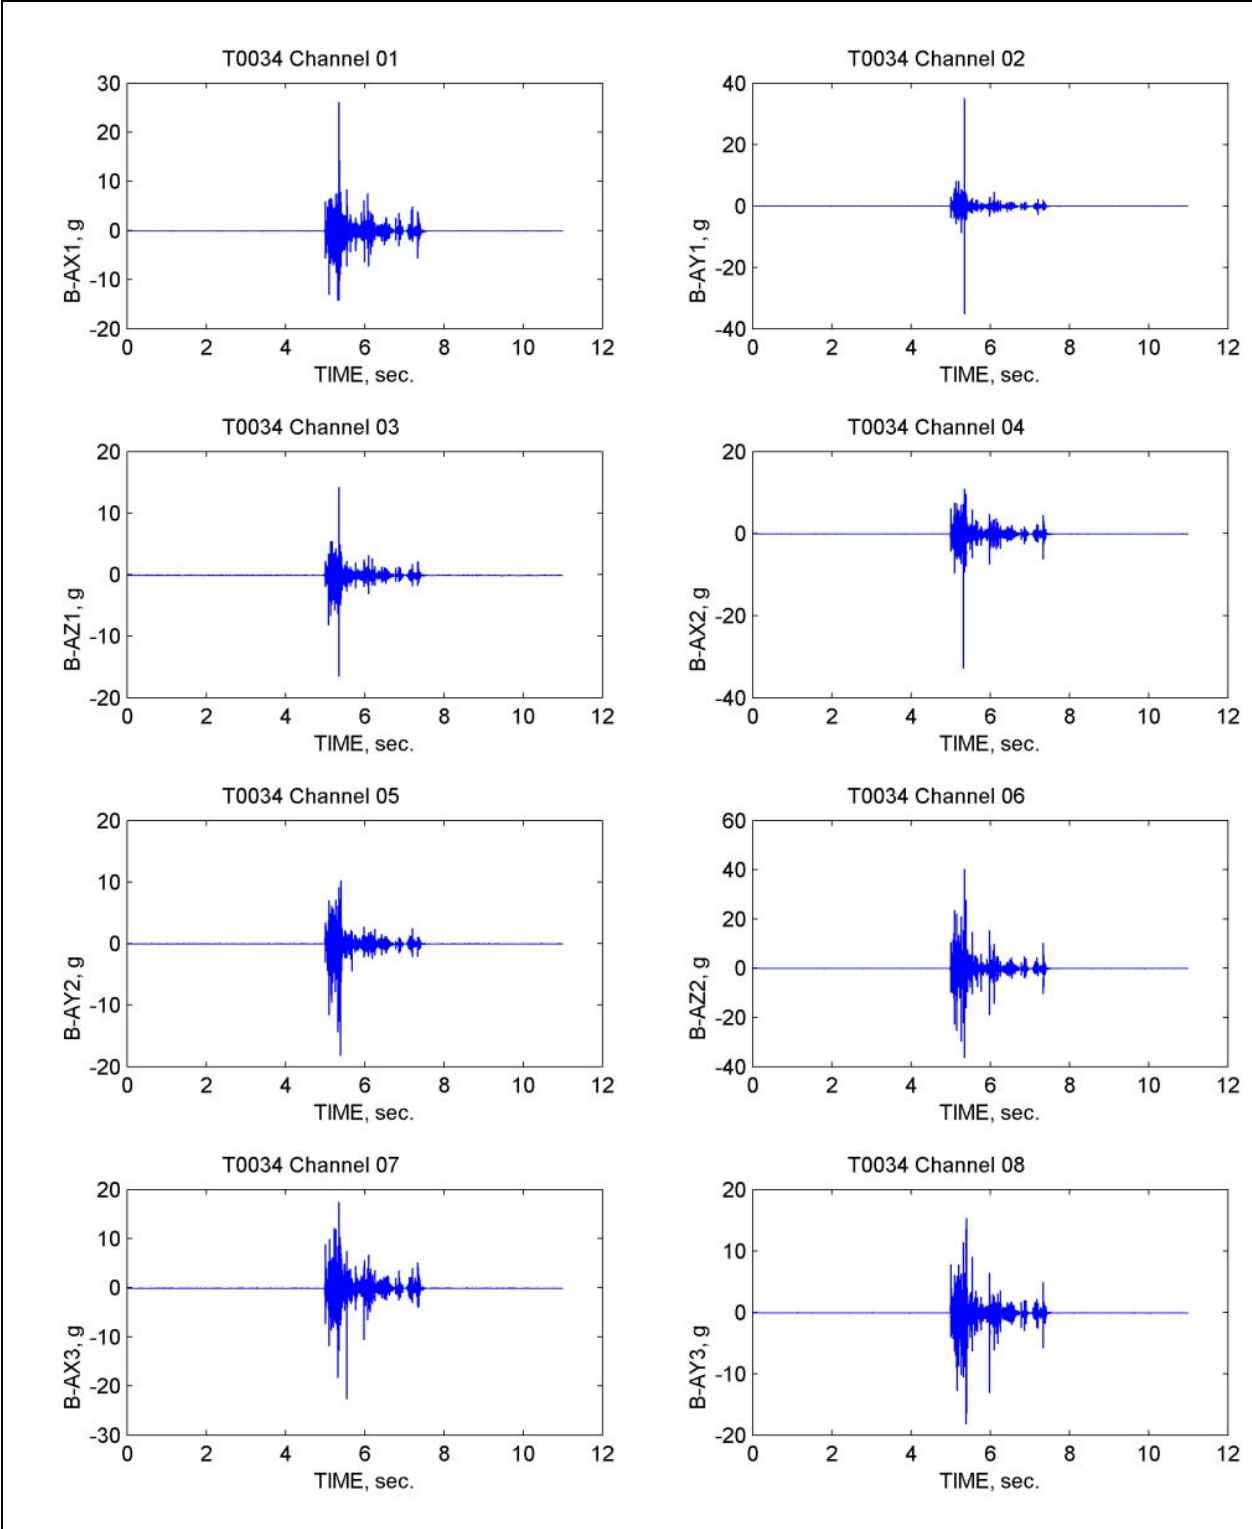 T0034 Channel 01
30
20
10
0
-10
-20
B-AX1, g
0 2 4 6 8 10 12
TIME, sec.
T0034 Channel 02
40
20
0
-20
-40
B-AY1, g
0 2 4 6 8 10 12
TIME, sec.
T0034 Channel 03
20
10
0
-10
-20
B-AZ1, g
0 2 4 6 8 10 12
TIME, sec.
T0034 Channel 04
20
0
-20
-40
B-AX2, g
0 2 4 6 8 10 12
TIME, sec.
T0034 Channel 05
20
10
0
-10
-20
B-AY2, g
0 2 4 6 8 10 12
TIME, sec.
T0034 Channel 06
60
40
20
0
-20
-40
B-AZ2, g
0 2 4 6 8 10 12
TIME, sec.
T0034 Channel 07
20
10
0
-10
-20
-30
B-AX3, g
0 2 4 6 8 10 12
TIME, sec.
T0034 Channel 08
20
10
0
-10
-20
B-AY3, g
0 2 4 6 8 10 12
TIME, sec.